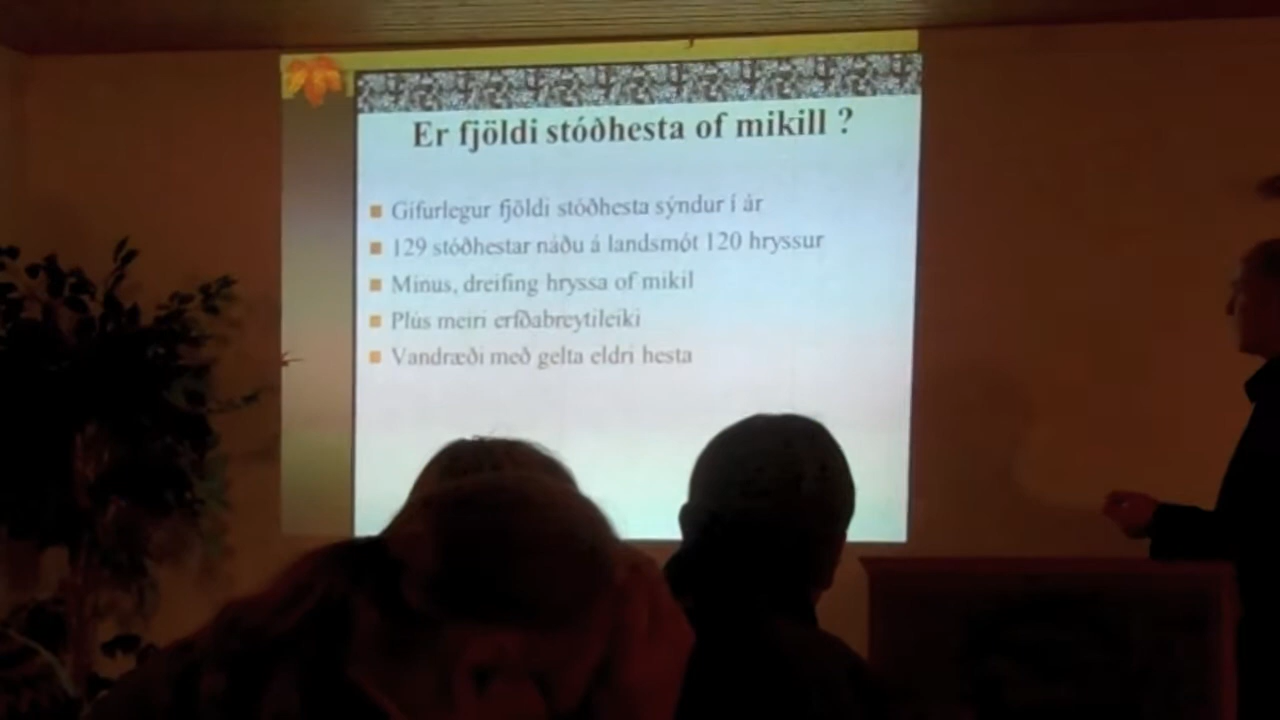 Er fjöldi stóðhesta of mikill ?
Gífurlegur fjöldi stóðhesta sýndur í ár
129 stóðhestar náðu á landsmót 120 hryssur
Mínus, dreifing hryssa of mikil
Plús meiri erfðabreytileiki
Vandræði með gelta eldri hesta